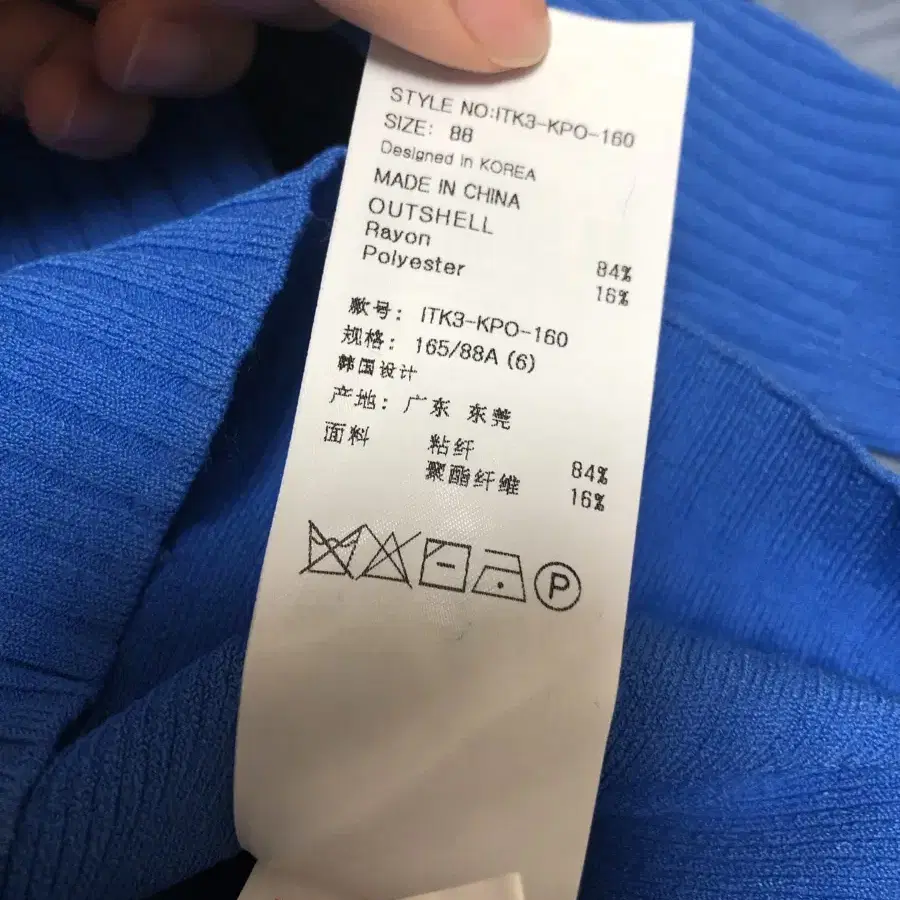 STYLE NO:ITK3-KPO-160
SIZE: 88
Designed in KOREA
MADE IN CHINA
OUTSHELL
Rayon 84%
Polyester 16%
款号: ITK3-KPO-160
规格: 165/88A (6)
韩国设计
产地: 广东 东莞
面料 粘纤 84%
聚酯纤维 16%
P